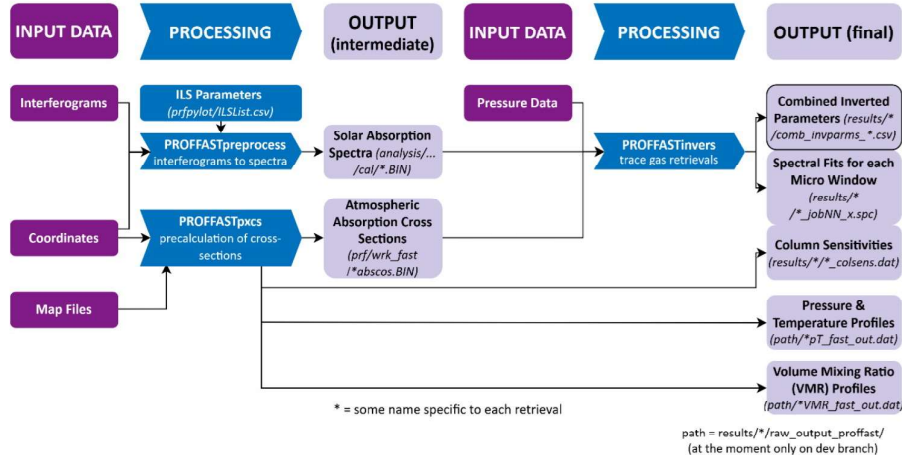 INPUT DATA
PROCESSING
OUTPUT
(intermediate)
INPUT DATA
PROCESSING
OUTPUT (final)
Interferograms
ILS Parameters
(prfpylot/ILSList.csv)
PROFFASTpreprocess
interferograms to spectra
Solar Absorption
Spectra (analysis/...
/cal/*.BIN)
Pressure Data
PROFFASTinvers
trace gas retrievals
Combined Inverted
Parameters (results/*
/comb_invparms_*.csv)
Spectral Fits for each
Micro Window
(results/*
/*_jobNN_x.spc)
Coordinates
PROFFASTpxcs
precalculation of cross-
sections
Atmospheric
Absorption Cross
Sections
(prf/wrk_fast
/*abscos.BIN)
Column Sensitivities
(results/*/*_colsens.dat)
Map Files
Pressure &
Temperature Profiles
(path/*pT_fast_out.dat)
Volume Mixing Ratio
(VMR) Profiles
(path/*VMR_fast_out.dat)
* = some name specific to each retrieval
path = results/*/raw_output_proffast/
(at the moment only on dev branch)